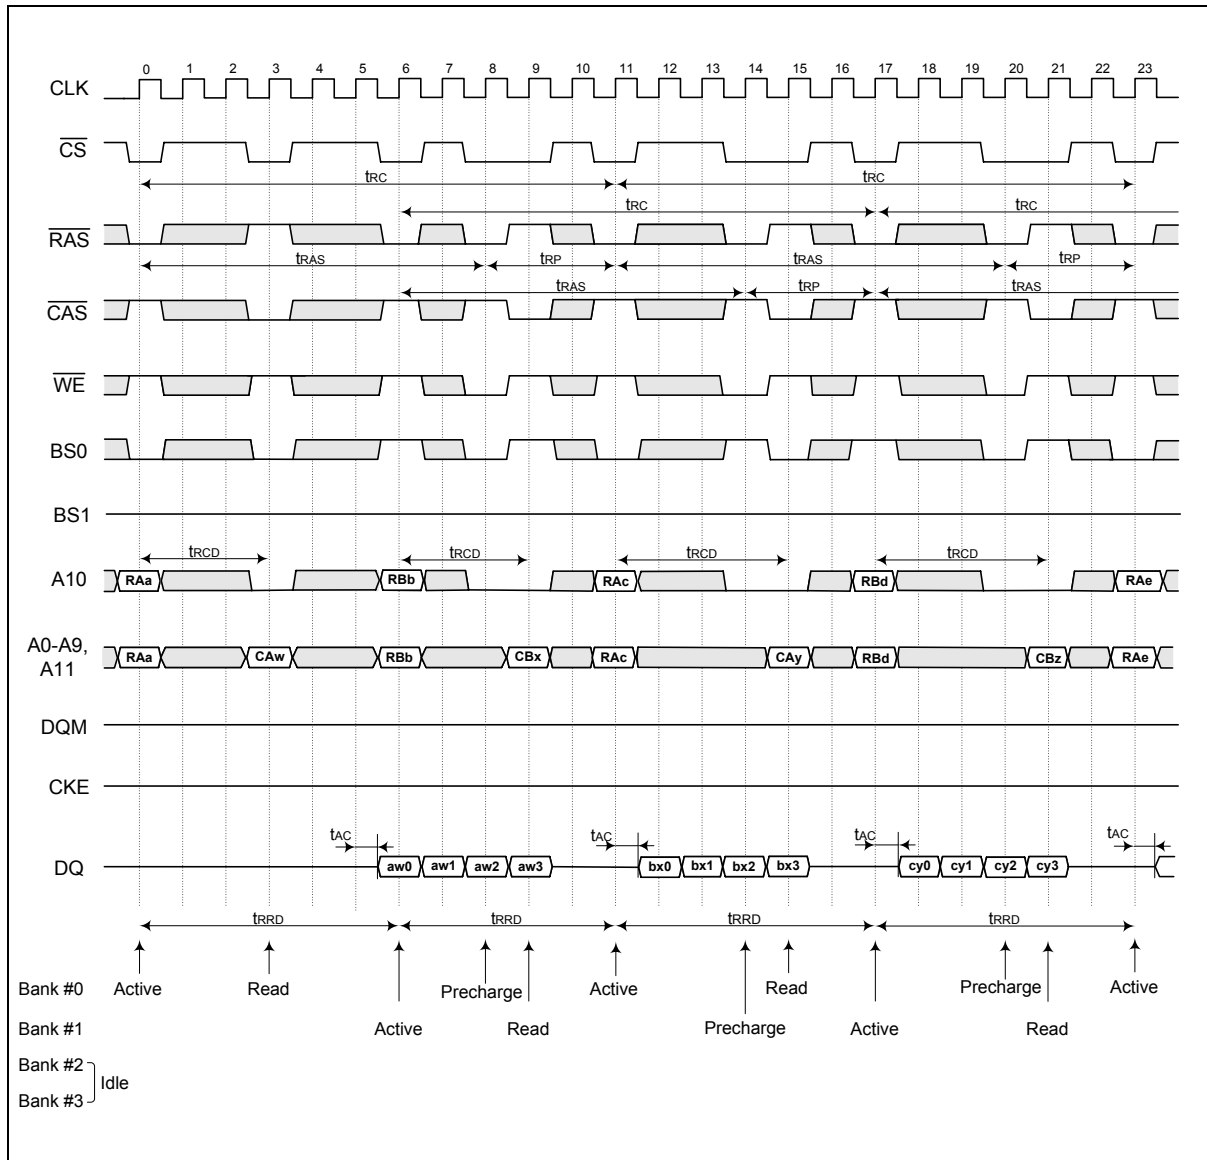 0 1 2 3 4 5 6 7 8 9 10 11 12 13 14 15 16 17 18 19 20 21 22 23
CLK
CS
tRC tRC
tRC tRC
RAS
tRAS tRP tRAS tRP
tRAS tRP tRAS
CAS
WE
BS0
BS1
tRCD tRCD tRCD tRCD
A10 RAa RBb RAc RBd RAe
A0-A9,
A11
RAa CAw RBb CBx RAc CAy RBd CBz RAe
DQM
CKE
tAC tAC tAC tAC
DQ aw0 aw1 aw2 aw3 bx0 bx1 bx2 bx3 cy0 cy1 cy2 cy3
tRRD tRRD tRRD tRRD
Bank #0 Active Read Precharge Active Read Precharge Active
Bank #1 Active Read Precharge Active Read
Bank #2
Idle
Bank #3